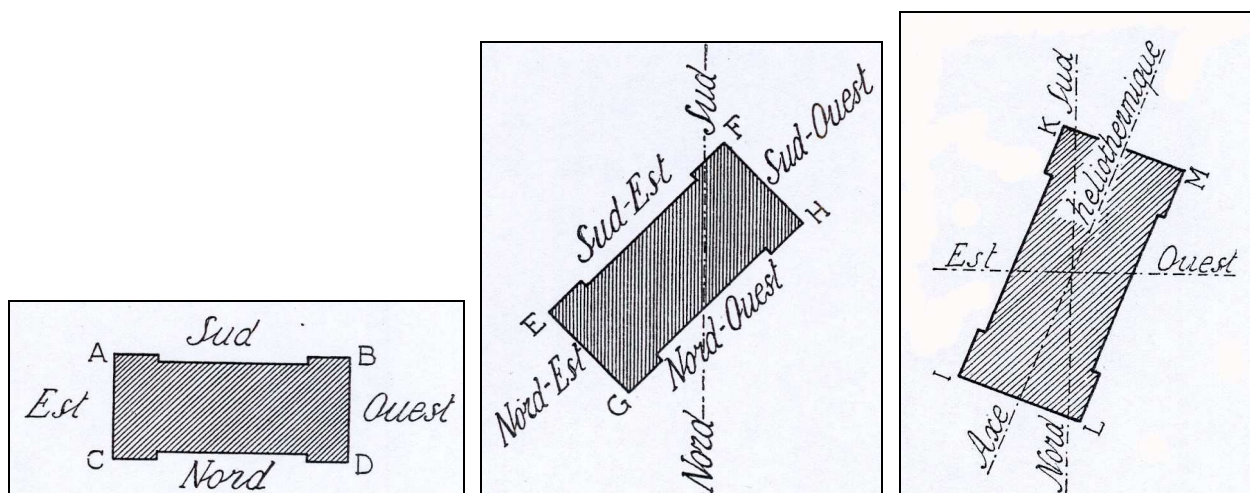 Sud
A
B
Est
Ouest
C
D
Nord
Sud
F
Sud-Est
Sud-Ouest
H
E
Nord-Est
Nord-Ouest
G
Nord
Sud
K
héliothermique
M
Est
Ouest
I
L
Axe
Nord